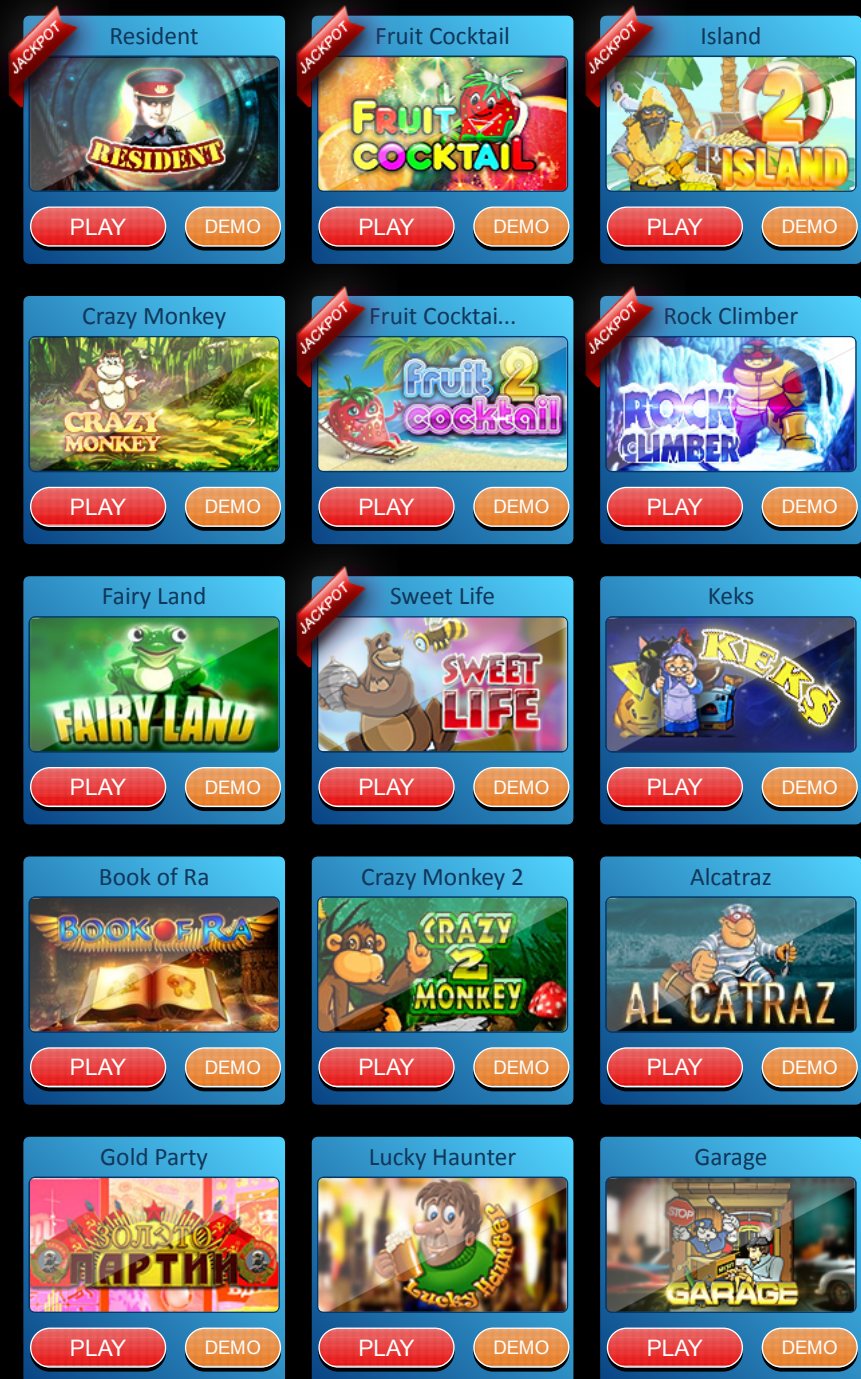 JACKPOT
Resident
RESIDENT
PLAY
DEMO
JACKPOT
Fruit Cocktail
FRUIT
COCKTAIL
PLAY
DEMO
JACKPOT
Island
2
ISLAND
PLAY
DEMO
Crazy Monkey
CRAZY
MONKEY
PLAY
DEMO
JACKPOT
Fruit Cocktai...
Fruit 2
cocktail
PLAY
DEMO
JACKPOT
Rock Climber
ROCK
CLIMBER
PLAY
DEMO
Fairy Land
FAIRY LAND
PLAY
DEMO
JACKPOT
Sweet Life
SWEET
LIFE
PLAY
DEMO
Keks
KEK$
PLAY
DEMO
Book of Ra
BOOK OF RA
PLAY
DEMO
Crazy Monkey 2
CRAZY
2
MONKEY
PLAY
DEMO
Alcatraz
ALCATRAZ
PLAY
DEMO
Gold Party
ЗОЛОТО
ПАРТИИ
PLAY
DEMO
Lucky Haunter
Lucky Haunter
PLAY
DEMO
Garage
STOP
GARAGE
PLAY
DEMO